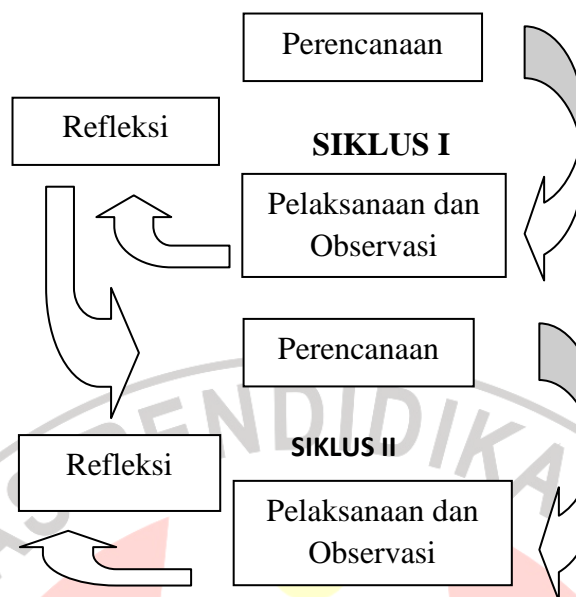 Perencanaan
Refleksi
SIKLUS I
Pelaksanaan dan
Observasi
Perencanaan
SIKLUS II
Refleksi
Pelaksanaan dan
Observasi